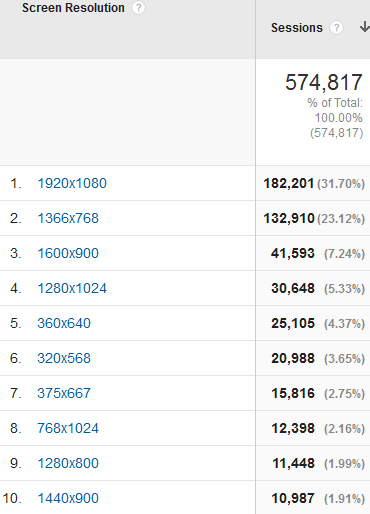 Screen Resolution ?
Sessions ?
574,817
% of Total:
100.00%
(574,817)
1. 1920x1080 182,201 (31.70%)
2. 1366x768 132,910 (23.12%)
3. 1600x900 41,593 (7.24%)
4. 1280x1024 30,648 (5.33%)
5. 360x640 25,105 (4.37%)
6. 320x568 20,988 (3.65%)
7. 375x667 15,816 (2.75%)
8. 768x1024 12,398 (2.16%)
9. 1280x800 11,448 (1.99%)
10. 1440x900 10,987 (1.91%)